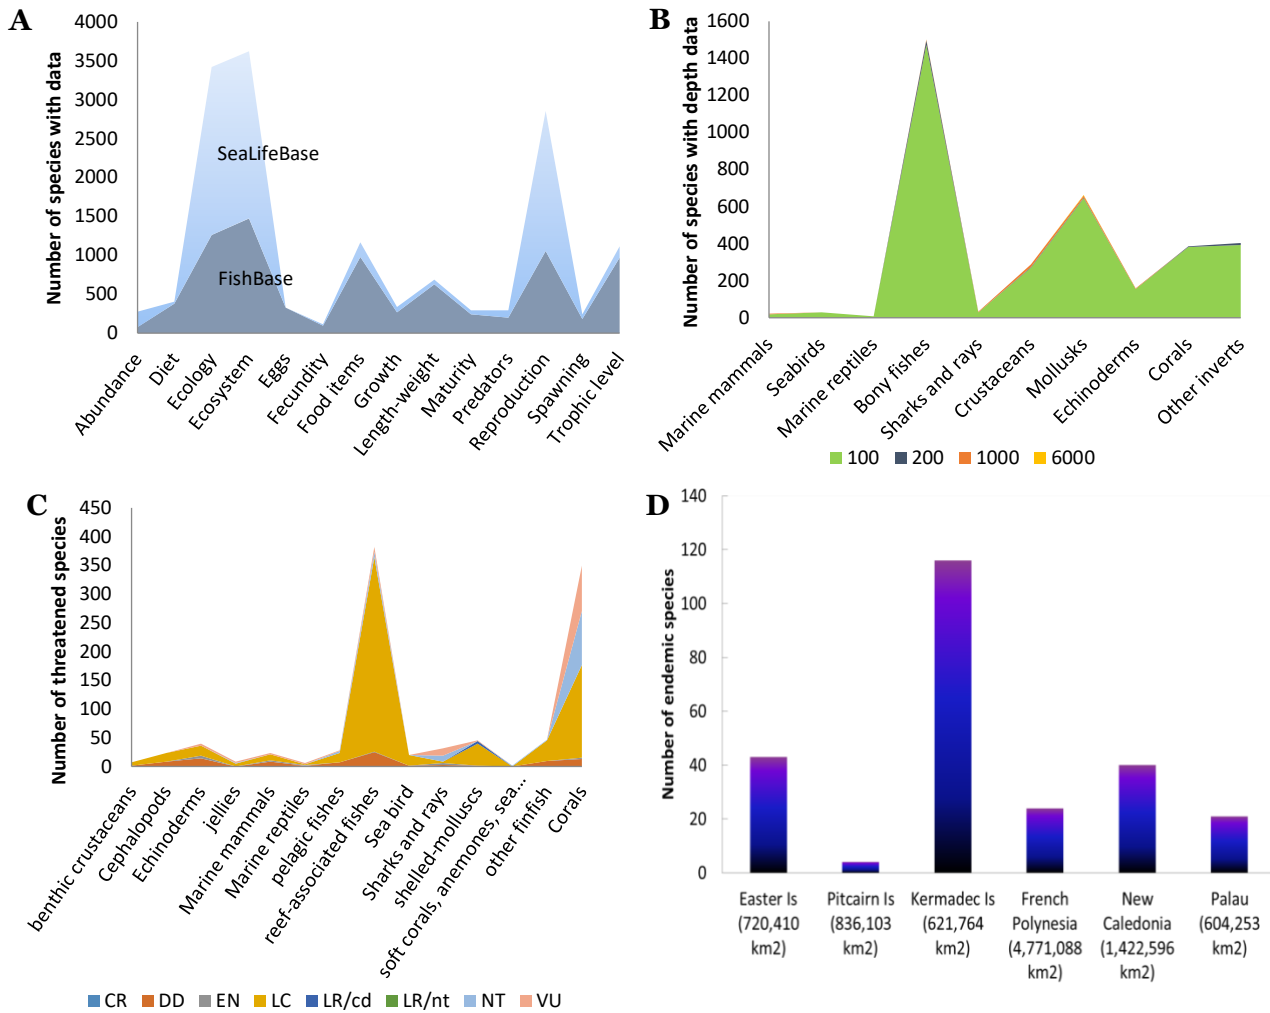 A
Number of species with data
4000
3500
3000
2500
2000
1500
1000
500
0
SeaLifeBase
FishBase
Abundance
Diet
Ecology
Ecosystem
Eggs
Fecundity
Food items
Growth
Length-weight
Maturity
Predators
Reproduction
Spawning
Trophic level
B
Number of species with depth data
1600
1400
1200
1000
800
600
400
200
0
Marine mammals
Seabirds
Marine reptiles
Bony fishes
Sharks and rays
Crustaceans
Mollusks
Echinoderms
Corals
Other inverts
100 200 1000 6000
C
Number of threatened species
450
400
350
300
250
200
150
100
50
0
benthic crustaceans
Cephalopods
Echinoderms
jellies
Marine mammals
Marine reptiles
pelagic fishes
reef-associated fishes
Sea bird
Sharks and rays
shelled-molluscs
soft corals, anemones, sea...
other finfish
Corals
CR DD EN LC LR/cd LR/nt NT VU
D
Number of endemic species
140
120
100
80
60
40
20
0
Easter Is
(720,410
km2)
Pitcairn Is
(836,103
km2)
Kermadec Is
(621,764
km2)
French
Polynesia
(4,771,088
km2)
New
Caledonia
(1,422,596
km2)
Palau
(604,253
km2)